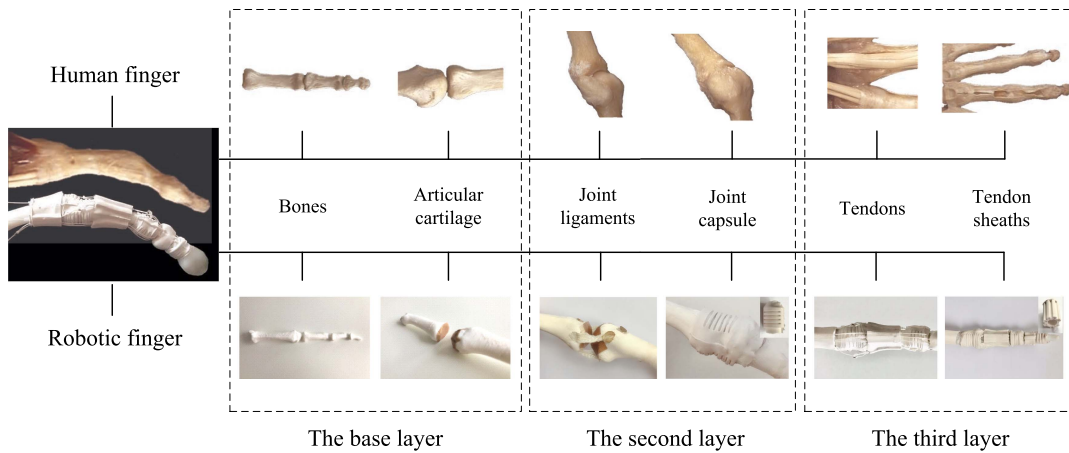 Human finger
Robotic finger
Bones
Articular
cartilage
Joint
ligaments
Joint
capsule
Tendons
Tendon
sheaths
The base layer
The second layer
The third layer